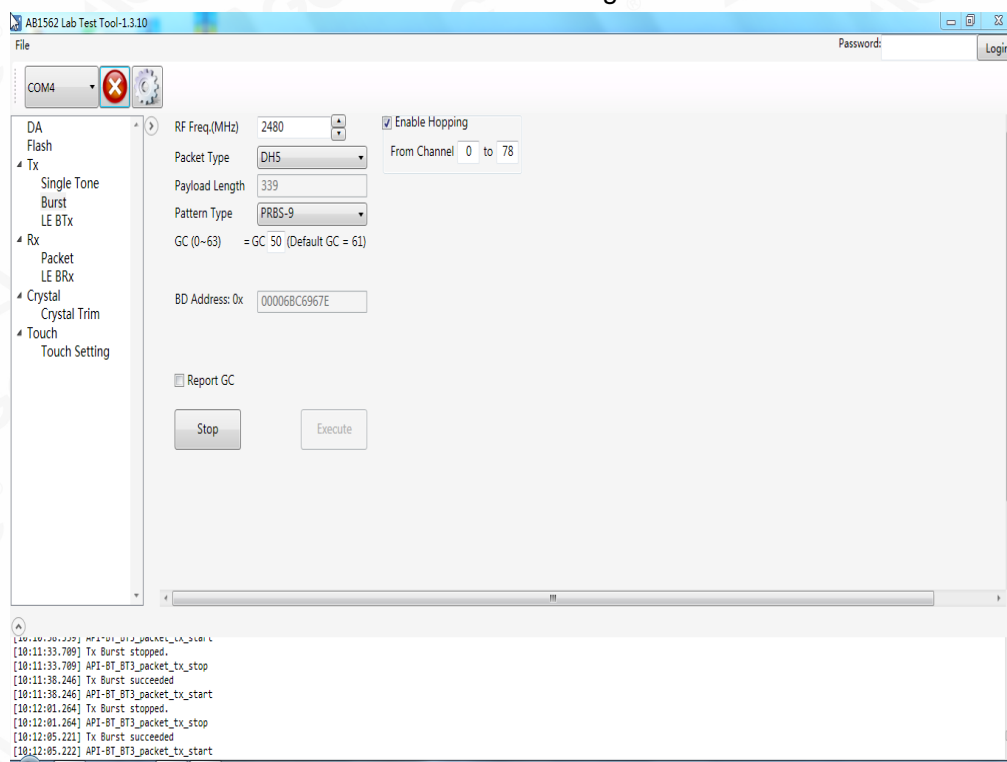 AB1562 Lab Test Tool-1.3.10
File
Password:
Login
COM4
DA
Flash
Tx
Single Tone
Burst
LE BTx
Rx
Packet
LE BRx
Crystal
Crystal Trim
Touch
Touch Setting
RF Freq.(MHz) 2480
Packet Type DH5
Payload Length 339
Pattern Type PRBS-9
GC (0~63) = GC 50 (Default GC = 61)
BD Address: 0x 00006BC6967E
Report GC
Stop Execute
Enable Hopping
From Channel 0 to 78
[10:11:33.709] Tx Burst stopped.
[10:11:33.709] API-BT_BT3_packet_tx_stop
[10:11:38.246] Tx Burst succeeded
[10:11:38.246] API-BT_BT3_packet_tx_start
[10:12:01.264] Tx Burst stopped.
[10:12:01.264] API-BT_BT3_packet_tx_stop
[10:12:05.221] Tx Burst succeeded
[10:12:05.222] API-BT_BT3_packet_tx_start